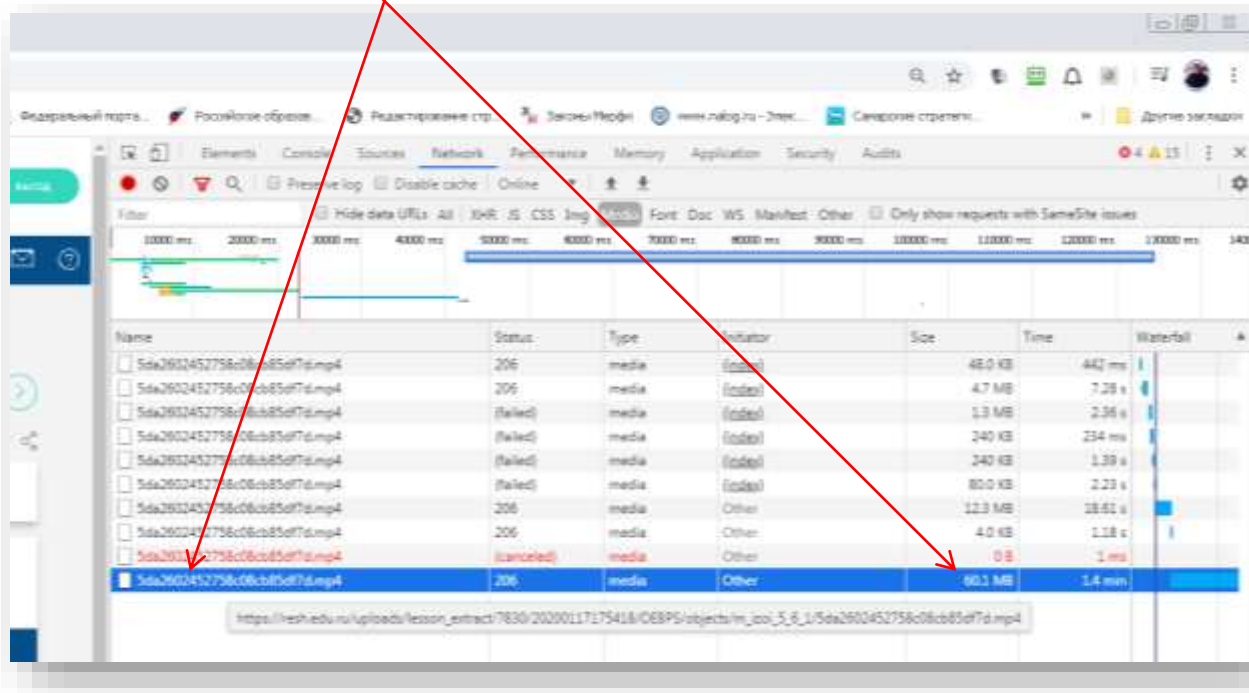 Федеральный порта... Российское образов... Редактирование стр... Законы Мерфи www.nalog.ru - Элек... Самарские стратеги... » Другие закладки
Elements Console Sources Network Performance Memory Application Security Audits 4 15
Preserve log Disable cache Online
Filter Hide data URLs All XHR JS CSS Img Media Font Doc WS Manifest Other Only show requests with SameSite issues
10000 ms 20000 ms 30000 ms 40000 ms 50000 ms 60000 ms 70000 ms 80000 ms 90000 ms 100000 ms 110000 ms 120000 ms 130000 ms
Name Status Type Initiator Size Time Waterfall
5da2602452758c08cb85df7d.mp4 206 media (index) 48.0 KB 442 ms
5da2602452758c08cb85df7d.mp4 206 media (index) 4.7 MB 7.28 s
5da2602452758c08cb85df7d.mp4 (failed) media (index) 1.3 MB 2.36 s
5da2602452758c08cb85df7d.mp4 (failed) media (index) 240 KB 234 ms
5da2602452758c08cb85df7d.mp4 (failed) media (index) 240 KB 1.39 s
5da2602452758c08cb85df7d.mp4 (failed) media (index) 80.0 KB 2.23 s
5da2602452758c08cb85df7d.mp4 206 media Other 12.3 MB 18.61 s
5da2602452758c08cb85df7d.mp4 206 media Other 4.0 KB 1.18 s
5da2602452758c08cb85df7d.mp4 (canceled) media Other 0 B 1 ms
5da2602452758c08cb85df7d.mp4 206 media Other 60.1 MB 1.4 min
https://resh.edu.ru/uploads/lesson_extract/7830/20200117175418/OEBPS/objects/m_izoi_5_6_1/5da2602452758c08cb85df7d.mp4